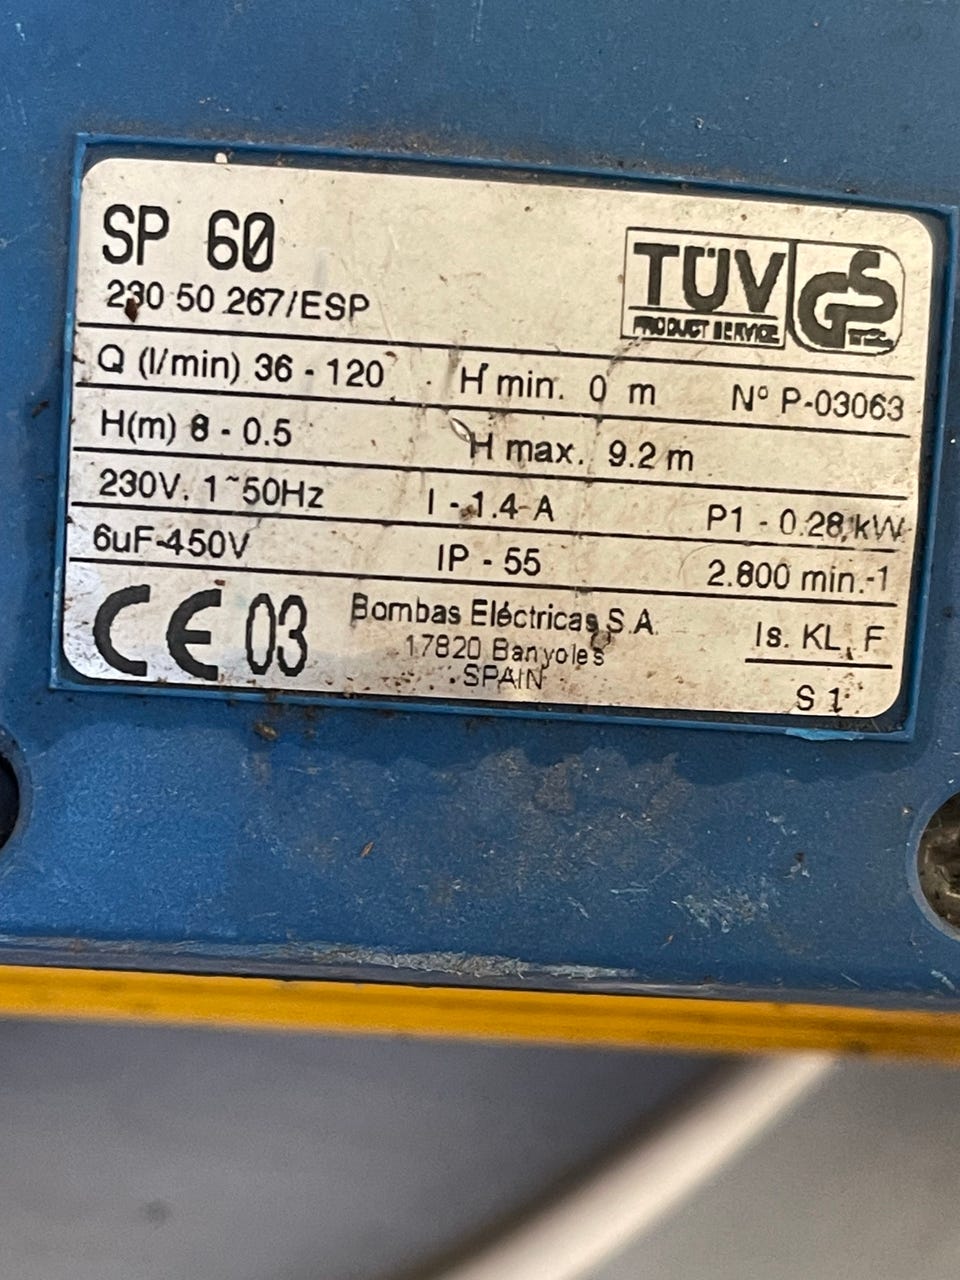 SP 60
230 50 267/ESP
TÜV
PRODUCT SERVICE
GS
Q (l/min) 36 - 120 H min. 0 m Nº P-03063
H(m) 8 - 0.5 H max. 9.2 m
230V. 1~50Hz I - 1.4 A P1 - 0.28 kW
6uF-450V IP - 55 2.800 min.-1
CE 03 Bombas Eléctricas S.A. Is. KL. F
17820 Banyoles
SPAIN S 1